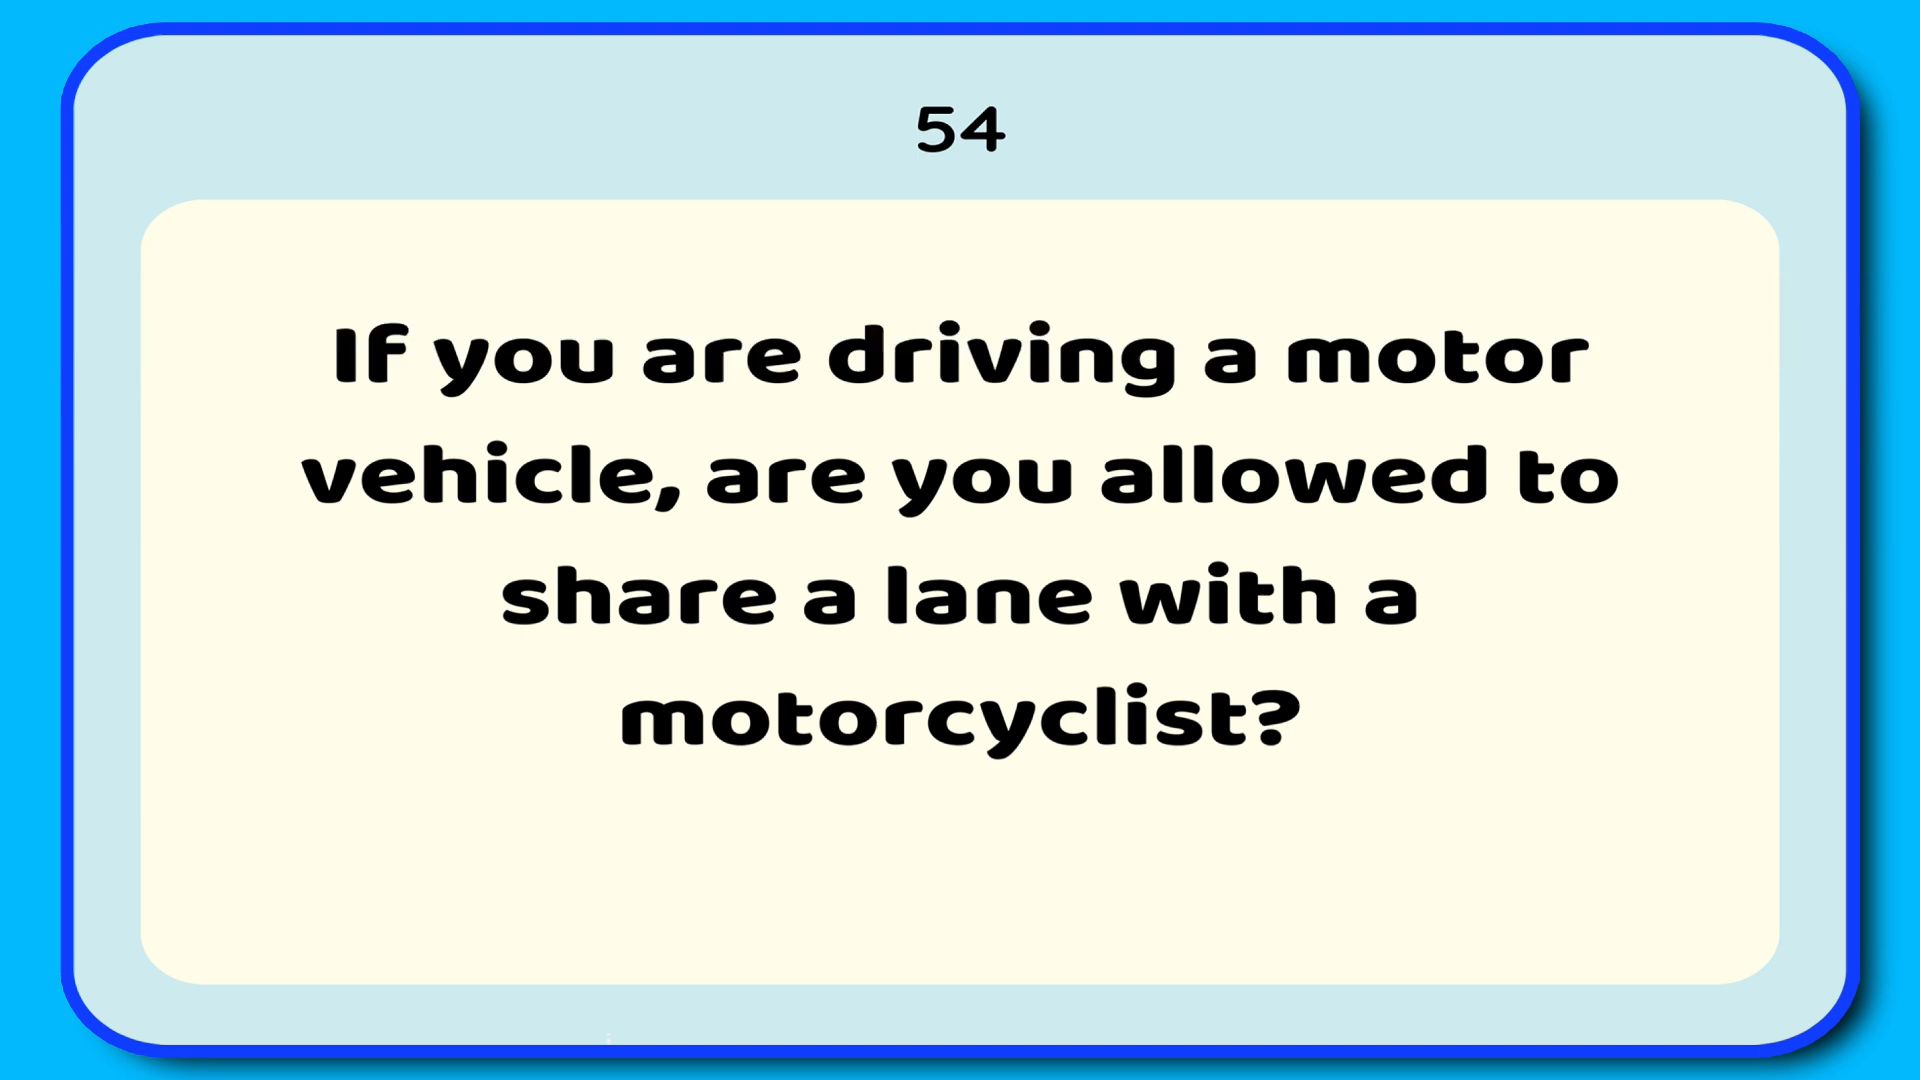 54
If you are driving a motor
vehicle, are you allowed to
share a lane with a
motorcyclist?